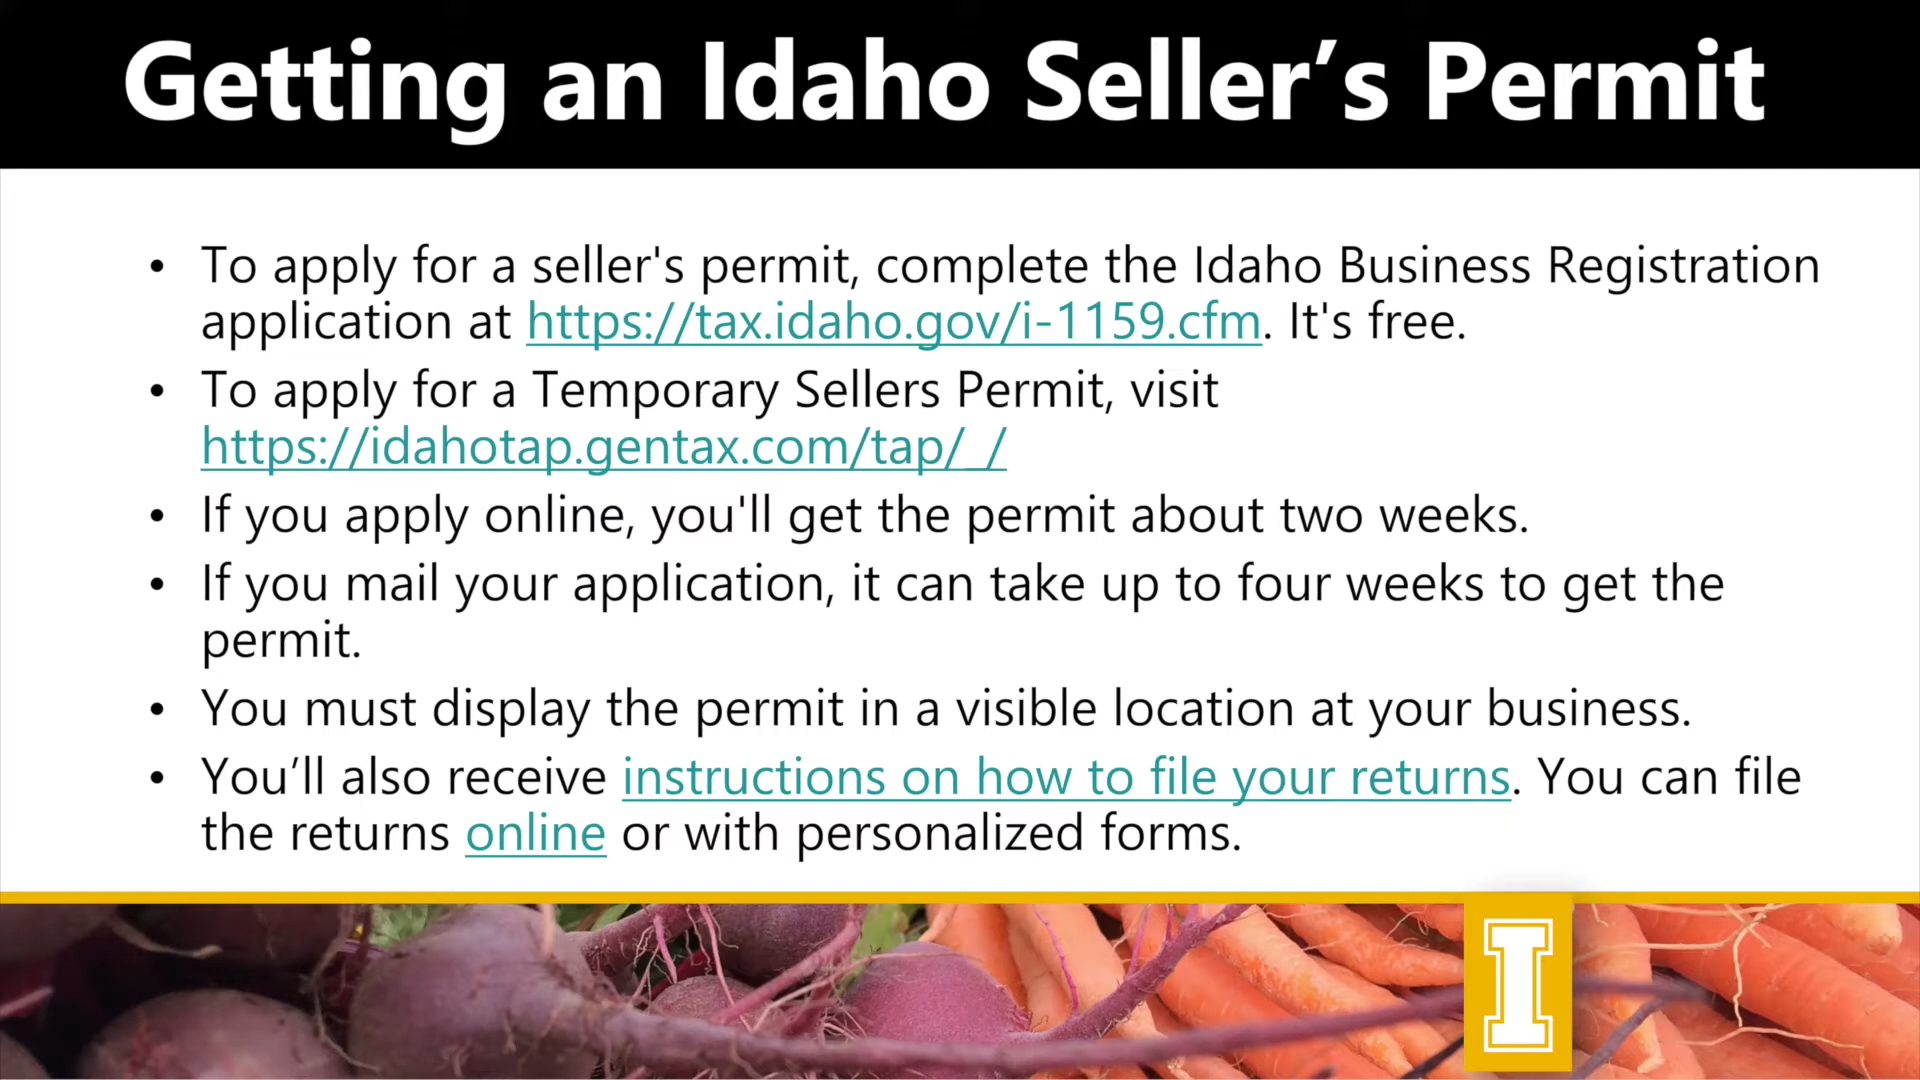 Getting an Idaho Seller’s Permit
• To apply for a seller's permit, complete the Idaho Business Registration
application at https://tax.idaho.gov/i-1159.cfm. It's free.
• To apply for a Temporary Sellers Permit, visit
https://idahotap.gentax.com/tap/_/
• If you apply online, you'll get the permit about two weeks.
• If you mail your application, it can take up to four weeks to get the
permit.
• You must display the permit in a visible location at your business.
• You’ll also receive instructions on how to file your returns. You can file
the returns online or with personalized forms.
I